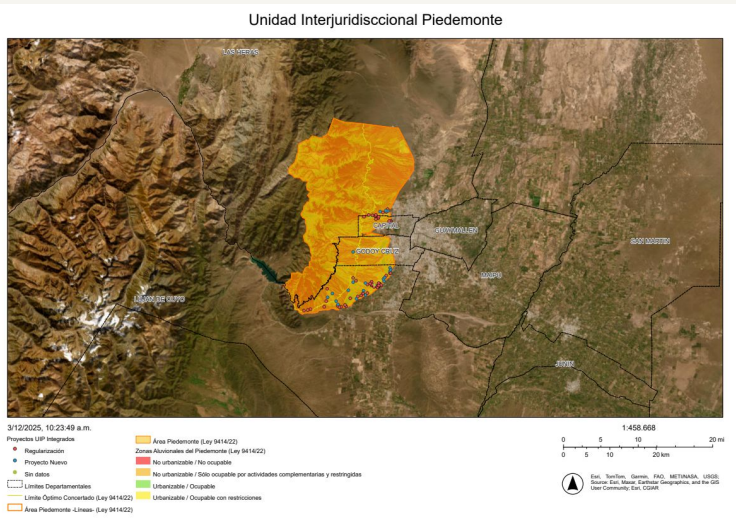 Unidad Interjuridisccional Piedemonte
LAS HERAS
CAPITAL
GUAYMALLEN
GODOY CRUZ
SAN MARTIN
MAIPU
LUJAN DE CUYO
JUNIN
3/12/2025, 10:23:49 a.m.
1:458.668
Proyectos UIP Integrados
Regularización
Proyecto Nuevo
Sin datos
Límites Departamentales
Límite Óptimo Concertado (Ley 9414/22)
Área Piedemonte -Líneas- (Ley 9414/22)
Área Piedemonte (Ley 9414/22)
Zonas Aluvionales del Piedemonte (Ley 9414/22)
No urbanizable / No ocupable
No urbanizable / Sólo ocupable por actividades complementarias y restringidas
Urbanizable / Ocupable
Urbanizable / Ocupable con restricciones
0 5 10 20 mi
0 5 10 20 km
Esri, TomTom, Garmin, FAO, METI/NASA, USGS;
Source: Esri, Maxar, Earthstar Geographics, and the GIS
User Community; Esri, CGIAR